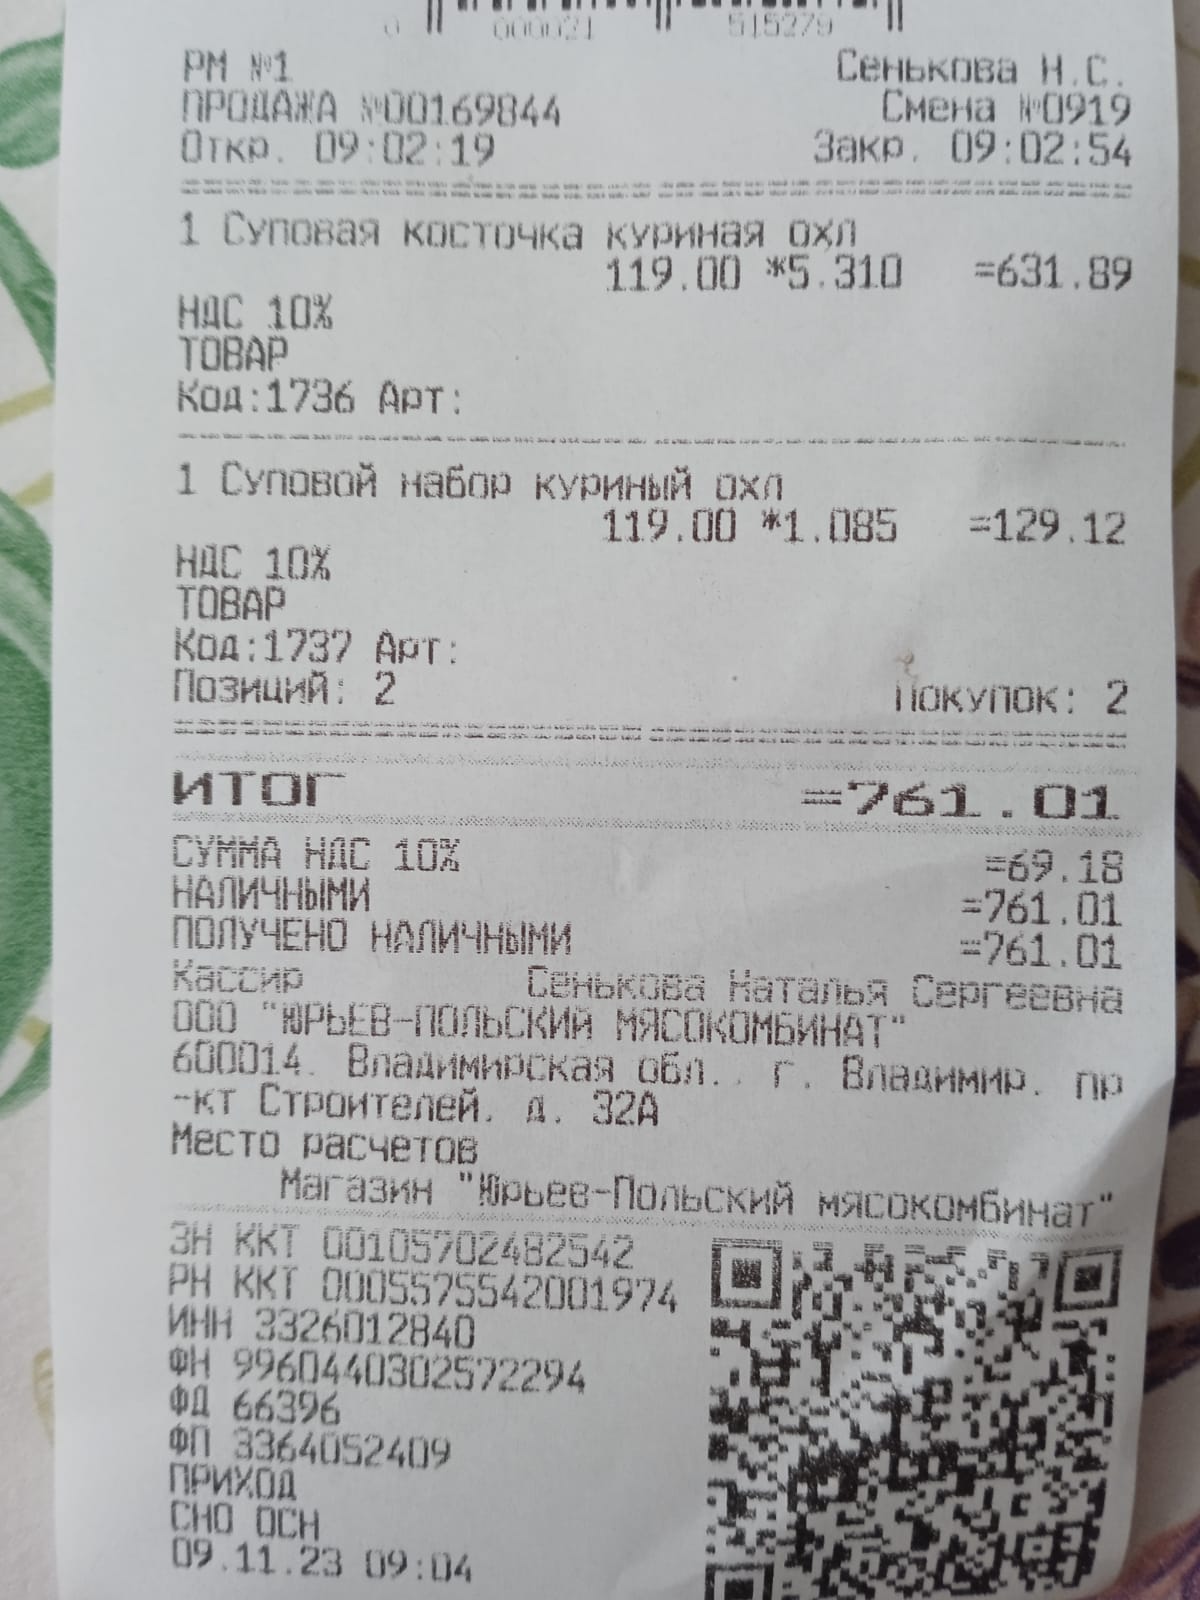 0 000021 515279
РМ №1 Сенькова Н.С.
ПРОДАЖА №00169844 Смена №0919
Откр. 09:02:19 Закр. 09:02:54
1 Суповая косточка куриная охл
119.00 *5.310 =631.89
НДС 10%
ТОВАР
Код:1736 Арт:
1 Суповой набор куриный охл
119.00 *1.085 =129.12
НДС 10%
ТОВАР
Код:1737 Арт:
Позиций: 2 Покупок: 2
ИТОГ =761.01
СУММА НДС 10% =69.18
НАЛИЧНЫМИ =761.01
ПОЛУЧЕНО НАЛИЧНЫМИ =761.01
Кассир Сенькова Наталья Сергеевна
ООО "ЮРЬЕВ-ПОЛЬСКИЙ МЯСОКОМБИНАТ"
600014. Владимирская обл.. г. Владимир. пр
-кт Строителей. д. 32А
Место расчетов
Магазин "Юрьев-Польский мясокомбинат"
ЗН ККТ 00105702482542
РН ККТ 0005575542001974
ИНН 3326012840
ФН 9960440302572294
ФД 66396
ФП 3364052409
ПРИХОД
СНО ОСН
09.11.23 09:04